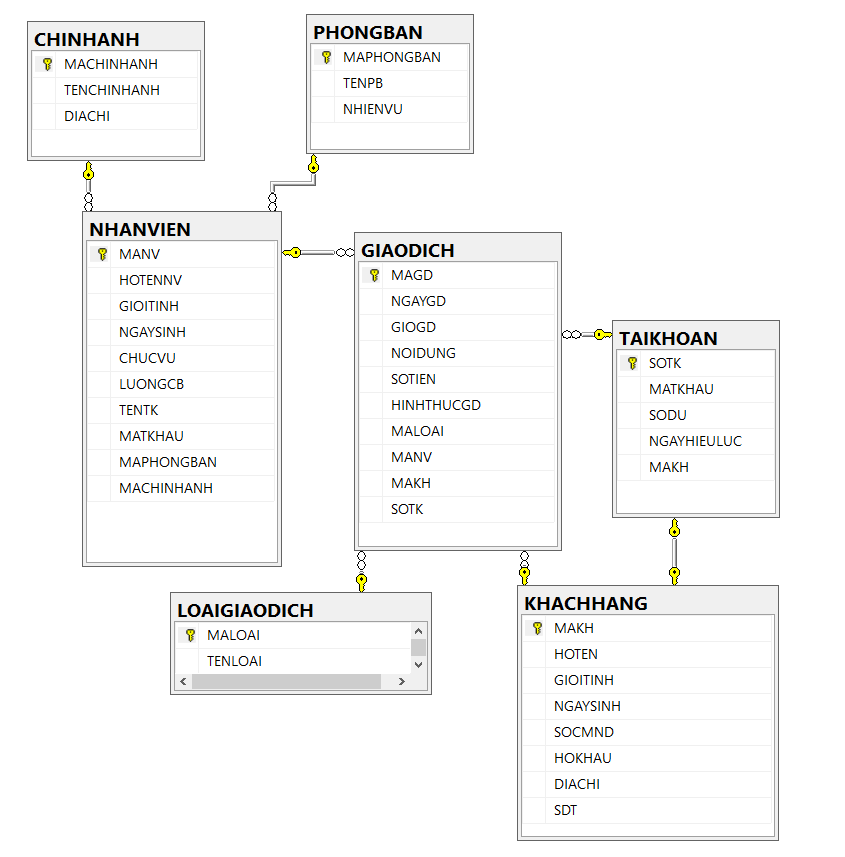 CHINHANH
MACHINHANH
TENCHINHANH
DIACHI
PHONGBAN
MAPHONGBAN
TENPB
NHIENVU
NHANVIEN
MANV
HOTENNV
GIOITINH
NGAYSINH
CHUCVU
LUONGCB
TENTK
MATKHAU
MAPHONGBAN
MACHINHANH
GIAODICH
MAGD
NGAYGD
GIOGD
NOIDUNG
SOTIEN
HINHTHUCGD
MALOAI
MANV
MAKH
SOTK
TAIKHOAN
SOTK
MATKHAU
SODU
NGAYHIEULUC
MAKH
LOAIGIAODICH
MALOAI
TENLOAI
KHACHHANG
MAKH
HOTEN
GIOITINH
NGAYSINH
SOCMND
HOKHAU
DIACHI
SDT